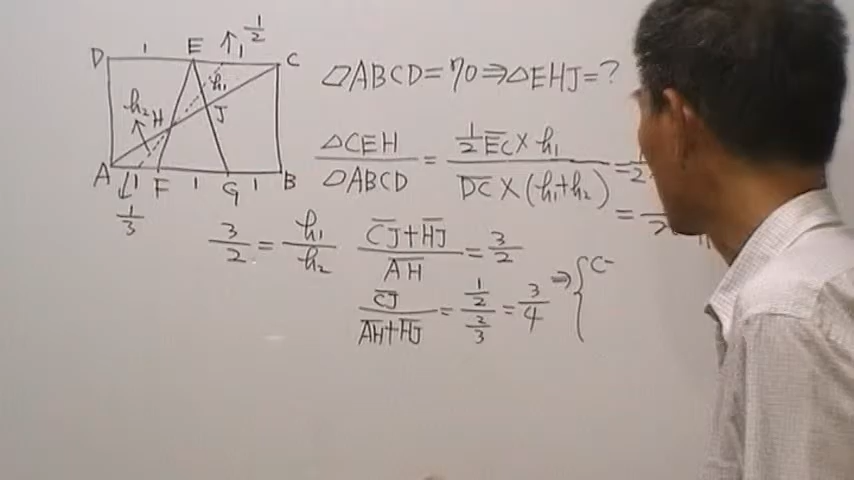 D 1 E 1 C ↑ 1/2
h₁
h₂ H J
A 1 F 1 G 1 B
1/3
▱ABCD=70⇒△EHJ=?
△CEH/▱ABCD = (1/2 EC×h₁)/(DC×(h₁+h₂)) =
=
3/2 = h₁/h₂
(CJ+HJ)/AH = 3/2
CJ/(AH+HJ) = (1/2)/(2/3) = 3/4 ⇒ { C